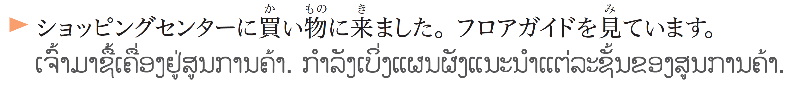 ▶ ショッピングセンターに買い物に来ました。フロアガイドを見ています。
ເຈົ້າມາຊື້ເຄື່ອງຢູ່ສູນການຄ້າ. ກຳລັງເບິ່ງແຜນຜັງແນະນຳແຕ່ລະຊັ້ນຂອງສູນການຄ້າ.